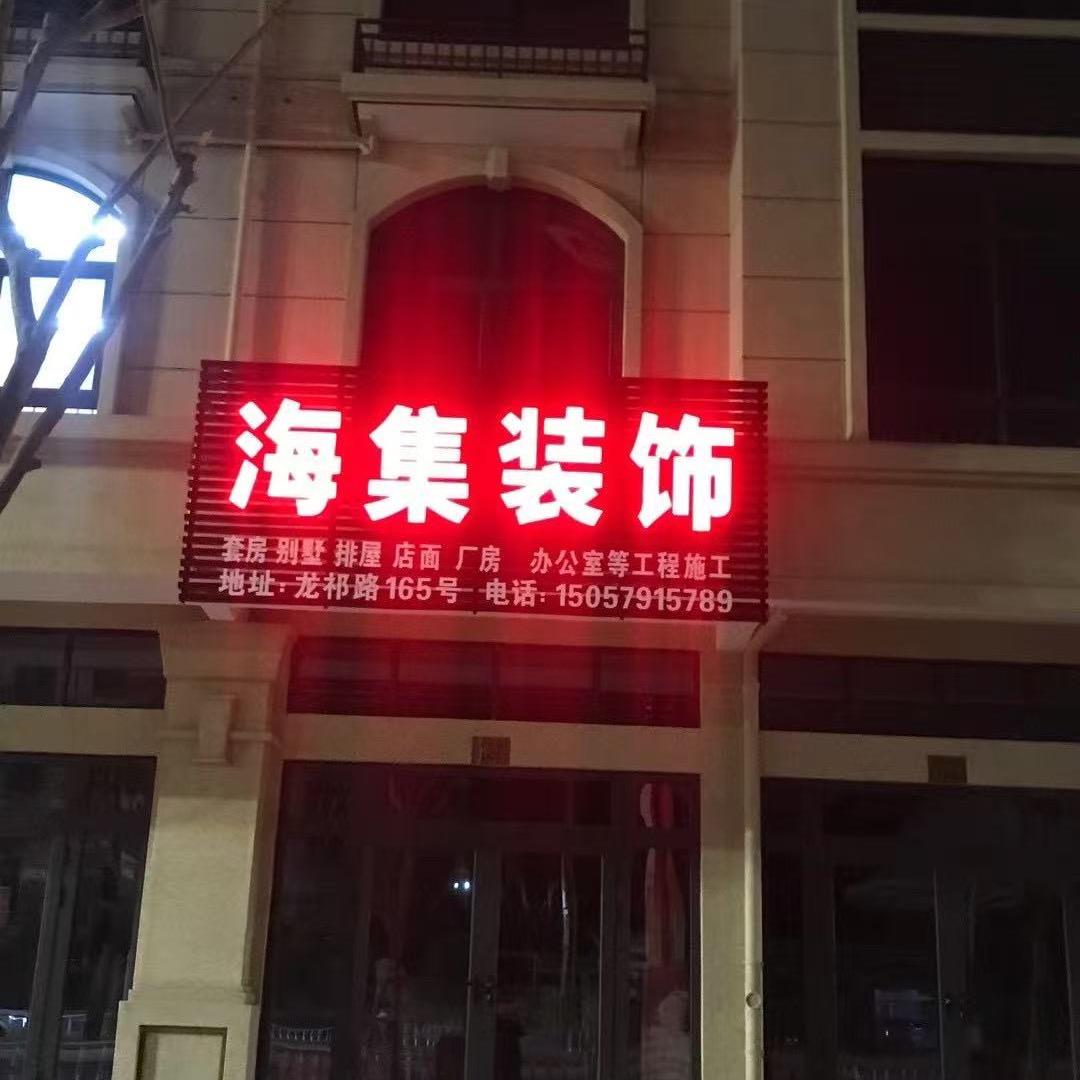 海集装饰
套房 别墅 排屋 店面 厂房 办公室等工程施工
地址:龙祁路165号 电话:15057915789